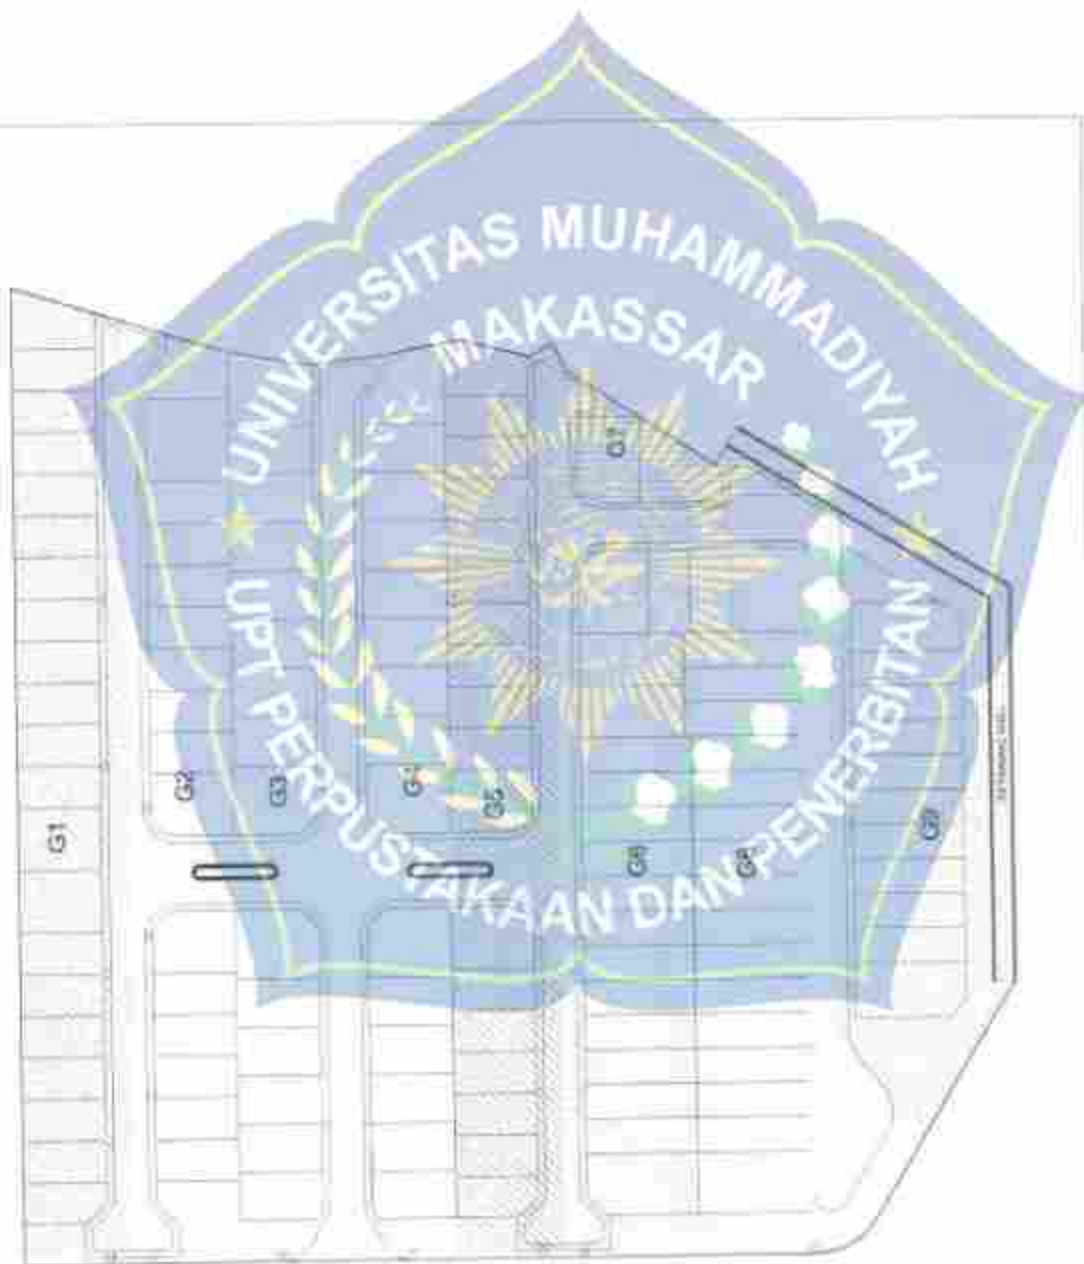 UNIVERSITAS MUHAMMADIYAH
MAKASSAR
UPT PERPUSTAKAAN DAN PENERBITAN
G1
G2
G3
G4
G5
G6
G7
G8
G9